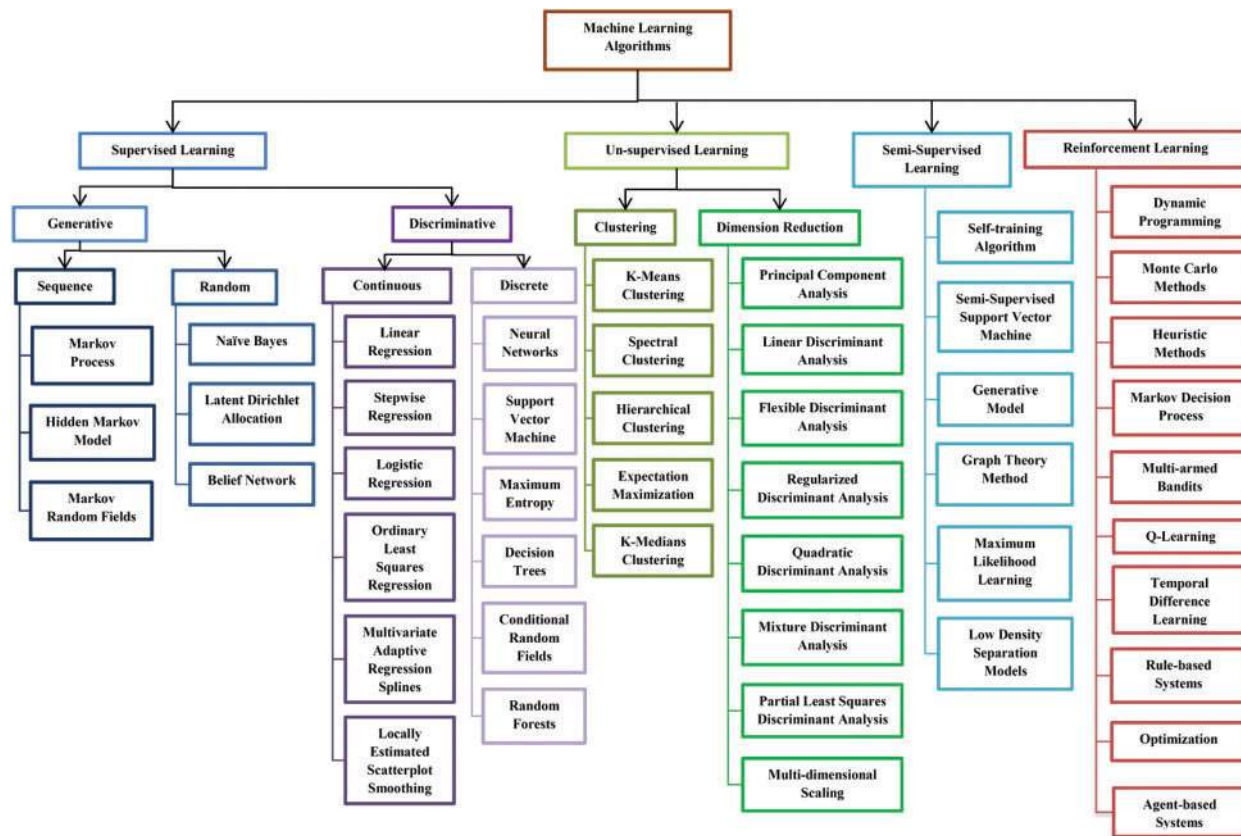 Machine Learning
Algorithms
Supervised Learning
Un-supervised Learning
Semi-Supervised
Learning
Reinforcement Learning
Generative
Discriminative
Sequence
Markov
Process
Hidden Markov
Model
Markov
Random Fields
Random
Naïve Bayes
Latent Dirichlet
Allocation
Belief Network
Continuous
Linear
Regression
Stepwise
Regression
Logistic
Regression
Ordinary
Least
Squares
Regression
Multivariate
Adaptive
Regression
Splines
Locally
Estimated
Scatterplot
Smoothing
Discrete
Neural
Networks
Support
Vector
Machine
Maximum
Entropy
Decision
Trees
Conditional
Random
Fields
Random
Forests
Clustering
K-Means
Clustering
Spectral
Clustering
Hierarchical
Clustering
Expectation
Maximization
K-Medians
Clustering
Dimension Reduction
Principal Component
Analysis
Linear Discriminant
Analysis
Flexible Discriminant
Analysis
Regularized
Discriminant Analysis
Quadratic
Discriminant Analysis
Mixture Discriminant
Analysis
Partial Least Squares
Discriminant Analysis
Multi-dimensional
Scaling
Self-training
Algorithm
Semi-Supervised
Support Vector
Machine
Generative
Model
Graph Theory
Method
Maximum
Likelihood
Learning
Low Density
Separation
Models
Dynamic
Programming
Monte Carlo
Methods
Heuristic
Methods
Markov Decision
Process
Multi-armed
Bandits
Q-Learning
Temporal
Difference
Learning
Rule-based
Systems
Optimization
Agent-based
Systems